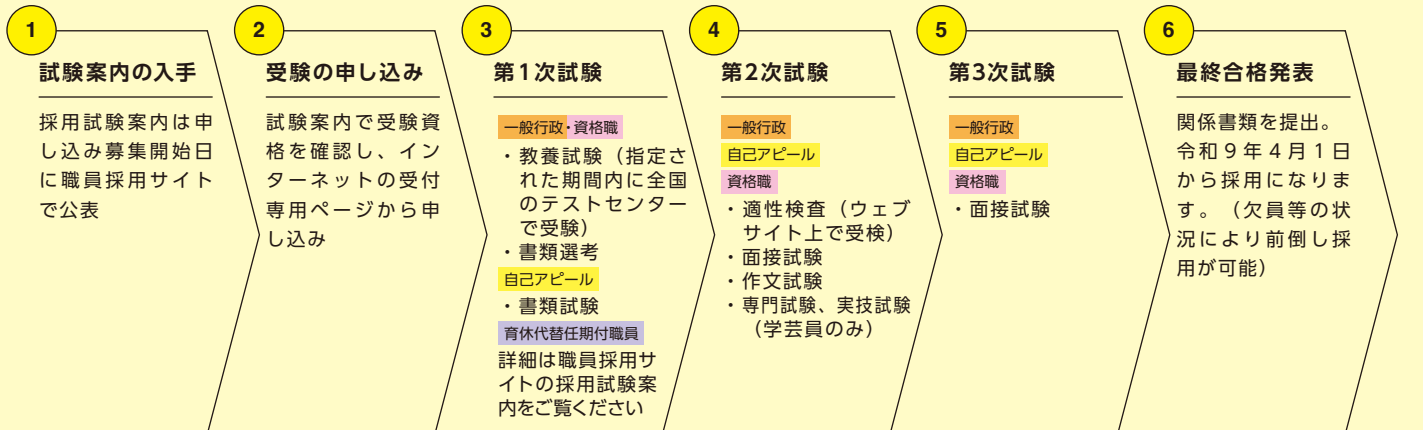 1
試験案内の入手
採用試験案内は申
し込み募集開始日
に職員採用サイト
で公表
2
受験の申し込み
試験案内で受験資
格を確認し、イン
ターネットの受付
専用ページから申
し込み
3
第1次試験
一般行政・資格職
・教養試験（指定さ
れた期間内に全国
のテストセンター
で受験）
・書類選考
自己アピール
・書類試験
育休代替任期付職員
詳細は職員採用サ
イトの採用試験案
内をご覧ください
4
第2次試験
一般行政
自己アピール
資格職
・適性検査（ウェブ
サイト上で受検）
・面接試験
・作文試験
・専門試験、実技試験
（学芸員のみ）
5
第3次試験
一般行政
自己アピール
資格職
・面接試験
6
最終合格発表
関係書類を提出。
令和９年４月１日
から採用になりま
す。（欠員等の状
況により前倒し採
用が可能）